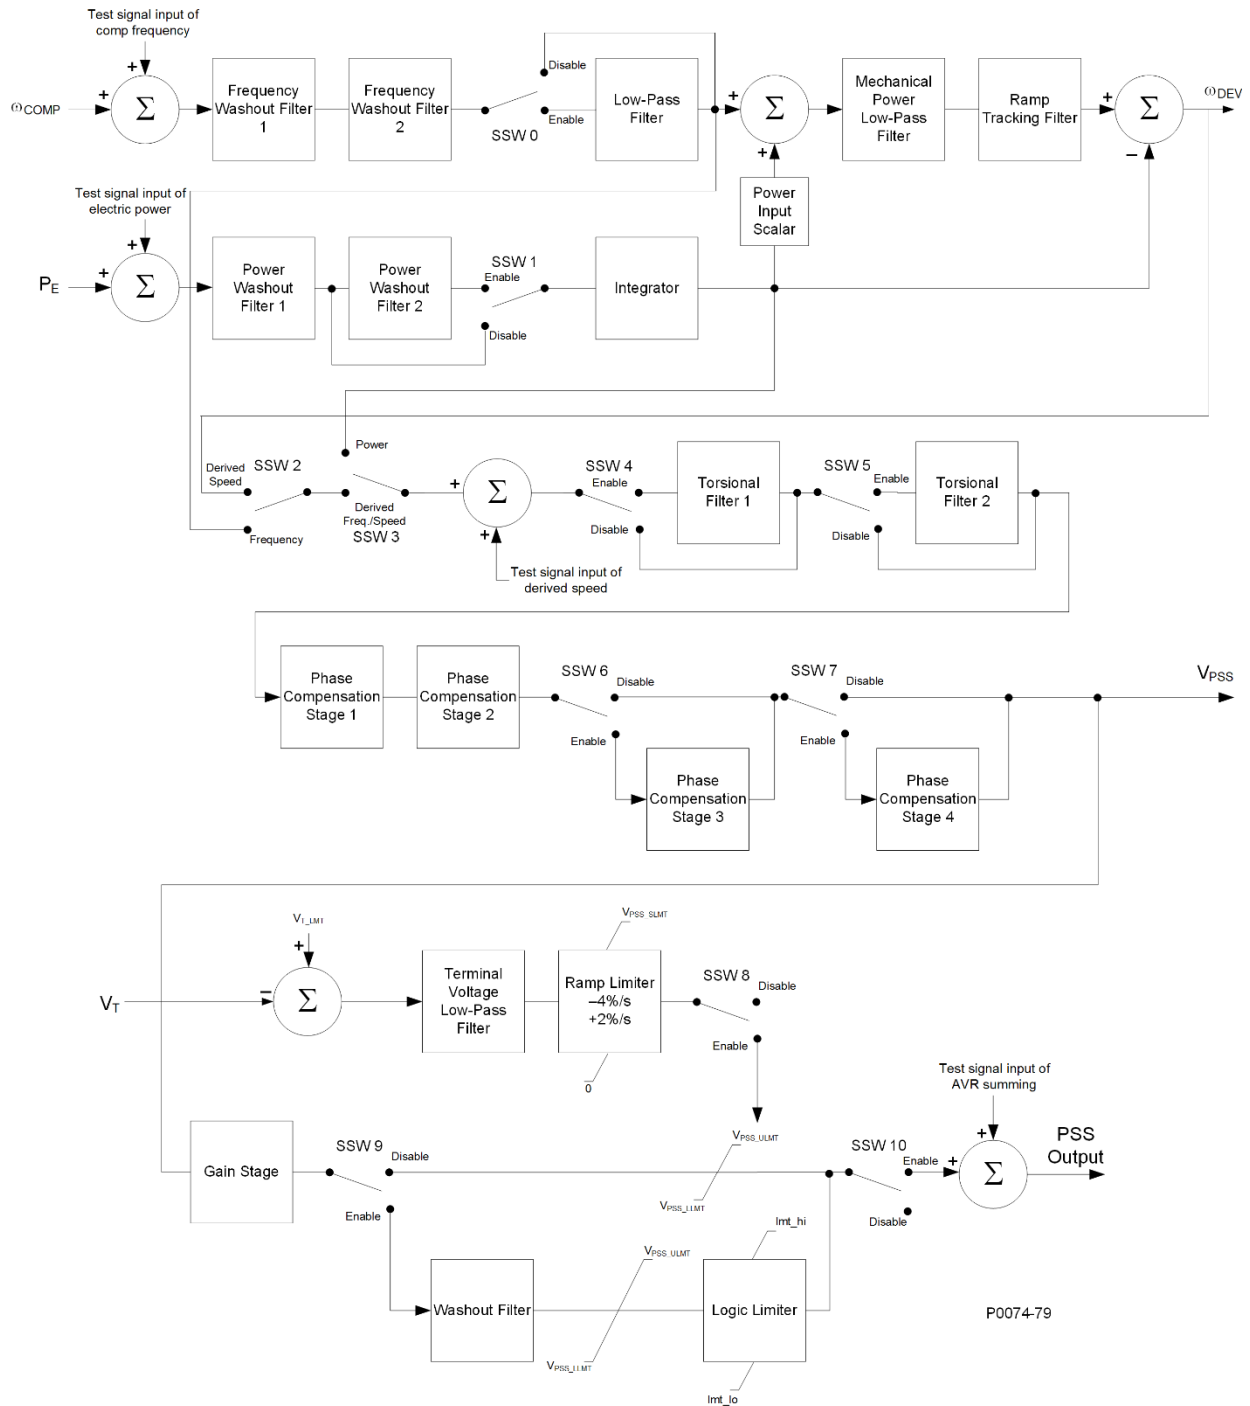 Test signal input of
comp frequency
+
+
ωCOMP
Σ
Frequency
Washout Filter
1
Frequency
Washout Filter
2
Disable
Enable
SSW 0
Low-Pass
Filter
+
Σ
+
Mechanical
Power
Low-Pass
Filter
Ramp
Tracking Filter
+
Σ
–
ωDEV
Test signal input of
electric power
+
+
PE
Σ
Power
Washout
Filter 1
Power
Washout
Filter 2
SSW 1
Enable
Disable
Integrator
Power
Input
Scalar
Derived
Speed
SSW 2
Frequency
Power
Derived
Freq./Speed
SSW 3
+
Σ
+
Test signal input of
derived speed
SSW 4
Enable
Disable
Torsional
Filter 1
SSW 5
Enable
Disable
Torsional
Filter 2
Phase
Compensation
Stage 1
Phase
Compensation
Stage 2
SSW 6
Disable
Enable
Phase
Compensation
Stage 3
SSW 7
Disable
Enable
Phase
Compensation
Stage 4
VPSS
VT_LMT
+
VT
–
Σ
Terminal
Voltage
Low-Pass
Filter
VPSS_SLMT
Ramp Limiter
–4%/s
+2%/s
0
SSW 8
Disable
Enable
Gain Stage
SSW 9
Disable
Enable
VPSS_ULMT
VPSS_LLMT
SSW 10
Enable
Disable
Test signal input of
AVR summing
+
+
Σ
PSS
Output
Washout Filter
VPSS_ULMT
VPSS_LLMT
lmt_hi
Logic Limiter
lmt_lo
P0074-79